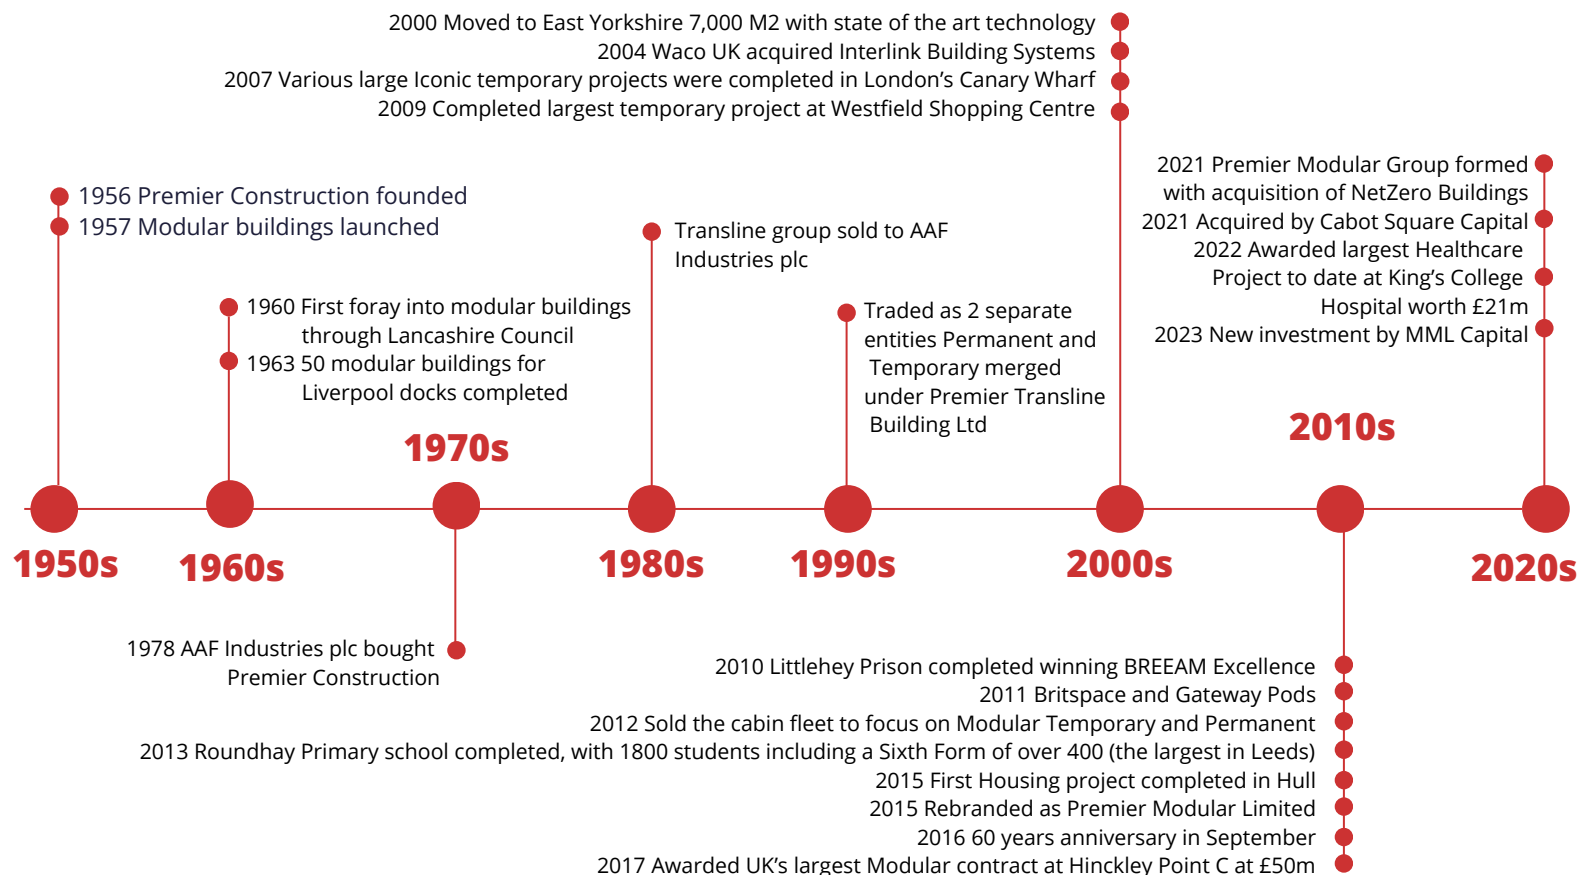 2000 Moved to East Yorkshire 7,000 M2 with state of the art technology
2004 Waco UK acquired Interlink Building Systems
2007 Various large Iconic temporary projects were completed in London’s Canary Wharf
2009 Completed largest temporary project at Westfield Shopping Centre
1956 Premier Construction founded
1957 Modular buildings launched
1960 First foray into modular buildings
through Lancashire Council
1963 50 modular buildings for
Liverpool docks completed
Transline group sold to AAF
Industries plc
Traded as 2 separate
entities Permanent and
Temporary merged
under Premier Transline
Building Ltd
2021 Premier Modular Group formed
with acquisition of NetZero Buildings
2021 Acquired by Cabot Square Capital
2022 Awarded largest Healthcare
Project to date at King’s College
Hospital worth £21m
2023 New investment by MML Capital
1970s
2010s
1950s
1960s
1980s
1990s
2000s
2020s
1978 AAF Industries plc bought
Premier Construction
2010 Littlehey Prison completed winning BREEAM Excellence
2011 Britspace and Gateway Pods
2012 Sold the cabin fleet to focus on Modular Temporary and Permanent
2013 Roundhay Primary school completed, with 1800 students including a Sixth Form of over 400 (the largest in Leeds)
2015 First Housing project completed in Hull
2015 Rebranded as Premier Modular Limited
2016 60 years anniversary in September
2017 Awarded UK’s largest Modular contract at Hinckley Point C at £50m